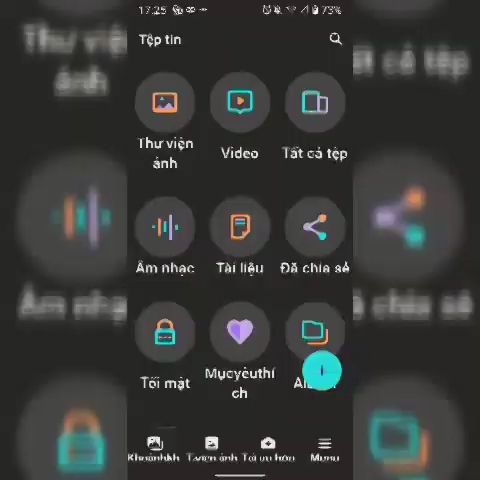 17.25
73%
Tệp tin
Thư viện
ảnh
Video
Tất cả tệp
Âm nhạc
Tài liệu
Đã chia sẻ
Tối mật
Mụcyêuthí
ch
Menu